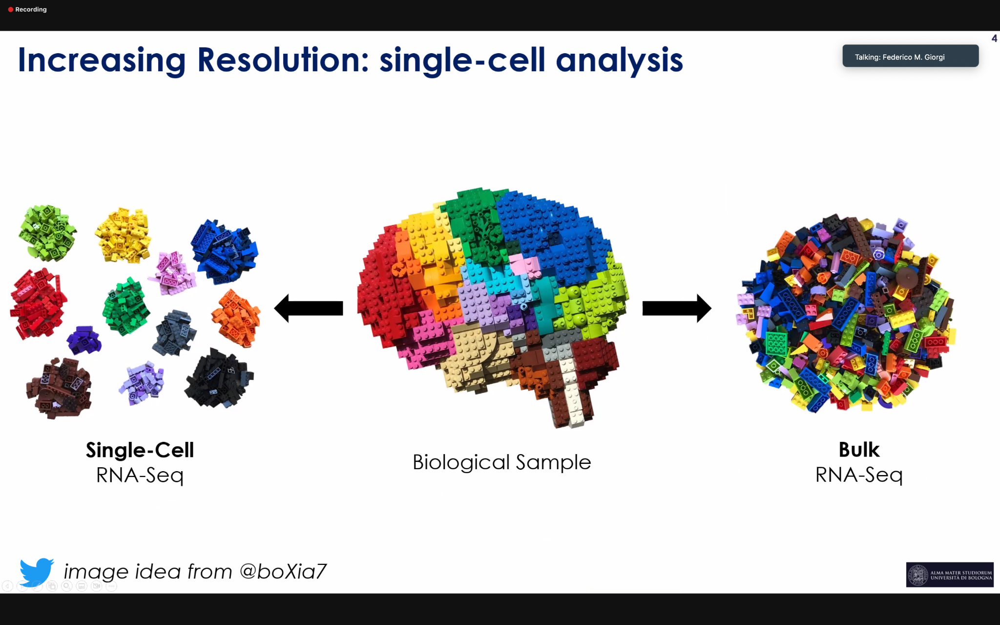 Recording
4
Increasing Resolution: single-cell analysis
Talking: Federico M. Giorgi
Single-Cell
RNA-Seq
Biological Sample
Bulk
RNA-Seq
image idea from @boXia7
ALMA MATER STUDIORUM
UNIVERSITÀ DI BOLOGNA